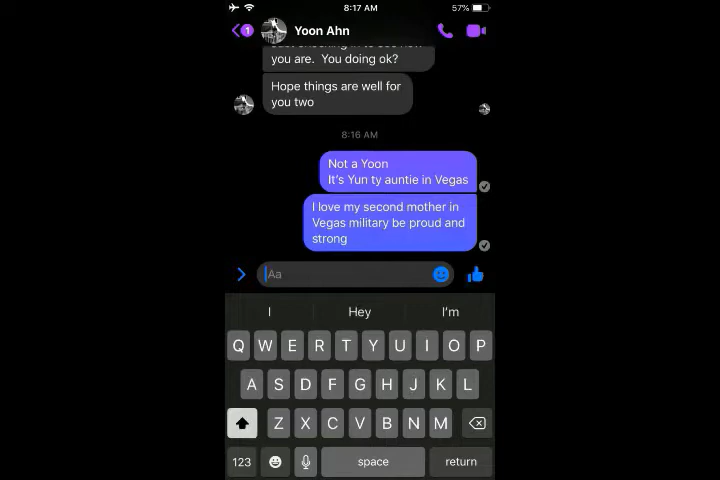 8:17 AM
57%
1
Yoon Ahn
you are. You doing ok?
Hope things are well for
you two
8:16 AM
Not a Yoon
It's Yun ty auntie in Vegas
I love my second mother in
Vegas military be proud and
strong
Aa
I Hey I'm
Q W E R T Y U I O P
A S D F G H J K L
Z X C V B N M
123 space return